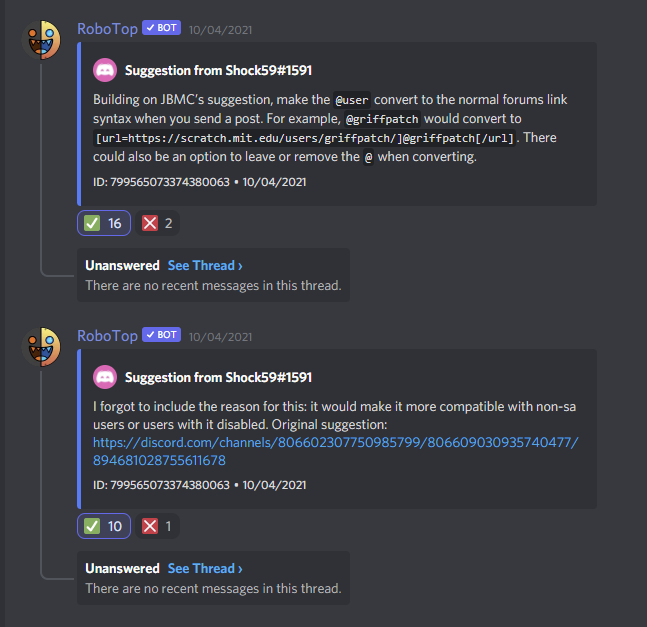 RoboTop ✓ BOT 10/04/2021
Suggestion from Shock59#1591
Building on JBMC's suggestion, make the @user convert to the normal forums link
syntax when you send a post. For example, @griffpatch would convert to
[url=https://scratch.mit.edu/users/griffpatch/]@griffpatch[/url]. There
could also be an option to leave or remove the @ when converting.
ID: 799565073374380063 • 10/04/2021
16 2
Unanswered See Thread ›
There are no recent messages in this thread.
RoboTop ✓ BOT 10/04/2021
Suggestion from Shock59#1591
I forgot to include the reason for this: it would make it more compatible with non-sa
users or users with it disabled. Original suggestion:
https://discord.com/channels/806602307750985799/806609030935740477/
894681028755611678
ID: 799565073374380063 • 10/04/2021
10 1
Unanswered See Thread ›
There are no recent messages in this thread.